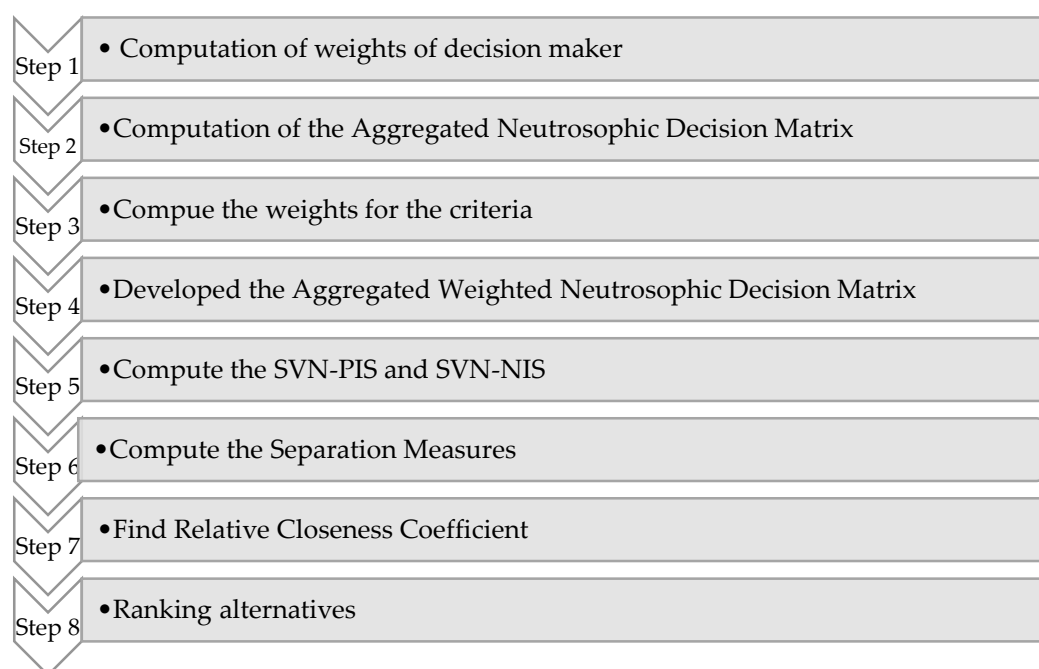 Step 1 • Computation of weights of decision maker
Step 2 •Computation of the Aggregated Neutrosophic Decision Matrix
Step 3 •Compue the weights for the criteria
Step 4 •Developed the Aggregated Weighted Neutrosophic Decision Matrix
Step 5 •Compute the SVN-PIS and SVN-NIS
Step 6 •Compute the Separation Measures
Step 7 •Find Relative Closeness Coefficient
Step 8 •Ranking alternatives